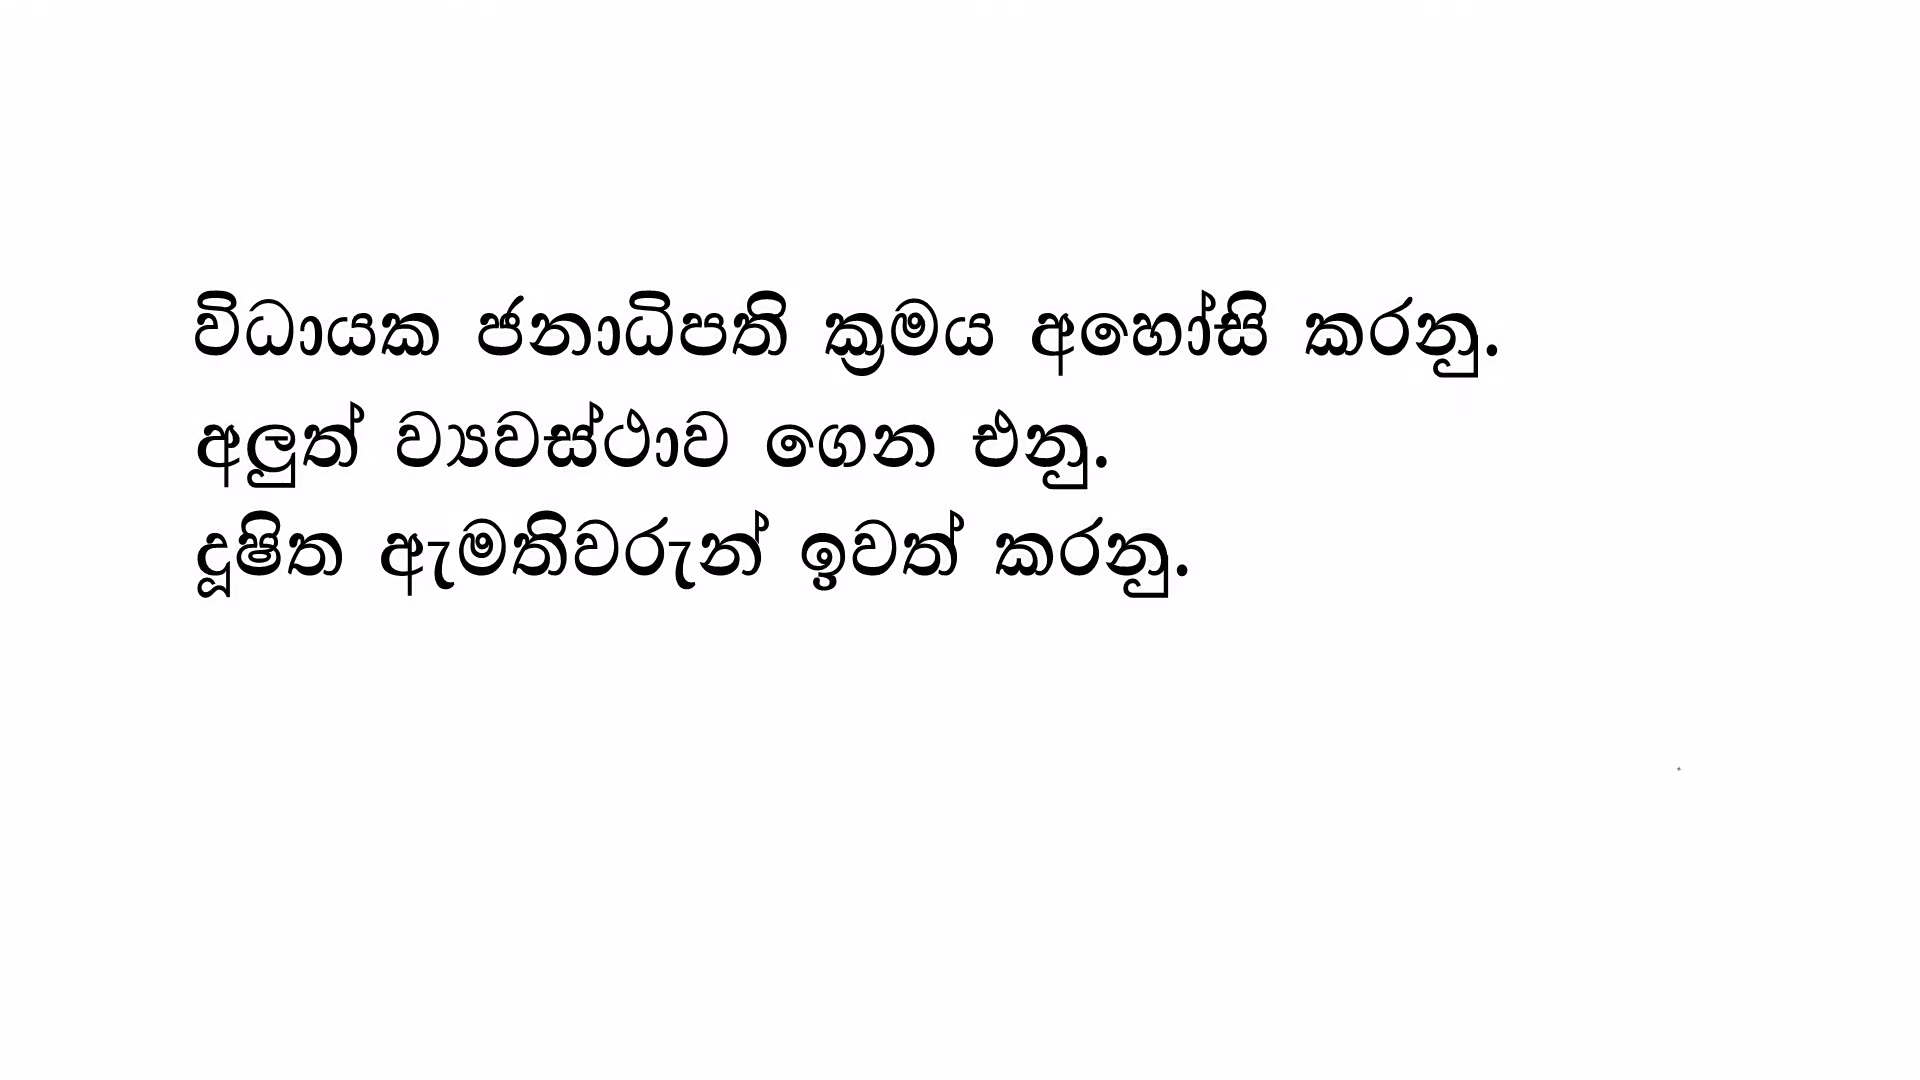 විධායක ජනාධිපති ක්‍රමය අහෝසි කරනු.
අලුත් ව්‍යවස්ථාව ගෙන එනු.
දූෂිත ඇමතිවරුන් ඉවත් කරනු.